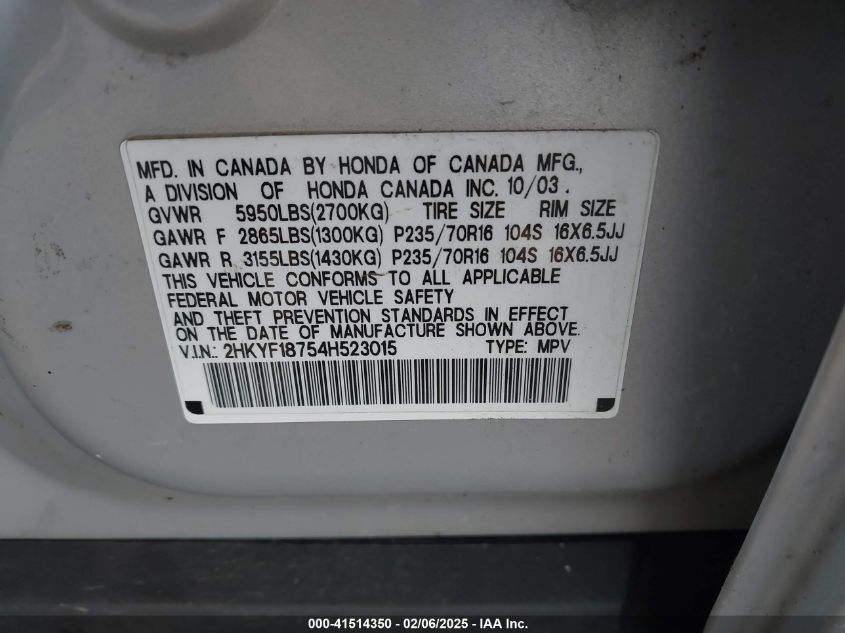 MFD. IN CANADA BY HONDA OF CANADA MFG.,
A DIVISION OF HONDA CANADA INC. 10/03.
GVWR 5950LBS(2700KG) TIRE SIZE RIM SIZE
GAWR F 2865LBS(1300KG) P235/70R16 104S 16X6.5JJ
GAWR R 3155LBS(1430KG) P235/70R16 104S 16X6.5JJ
THIS VEHICLE CONFORMS TO ALL APPLICABLE
FEDERAL MOTOR VEHICLE SAFETY
AND THEFT PREVENTION STANDARDS IN EFFECT
ON THE DATE OF MANUFACTURE SHOWN ABOVE.
V.I.N.: 2HKYF18754H523015 TYPE: MPV
000-41514350 - 02/06/2025 - IAA Inc.